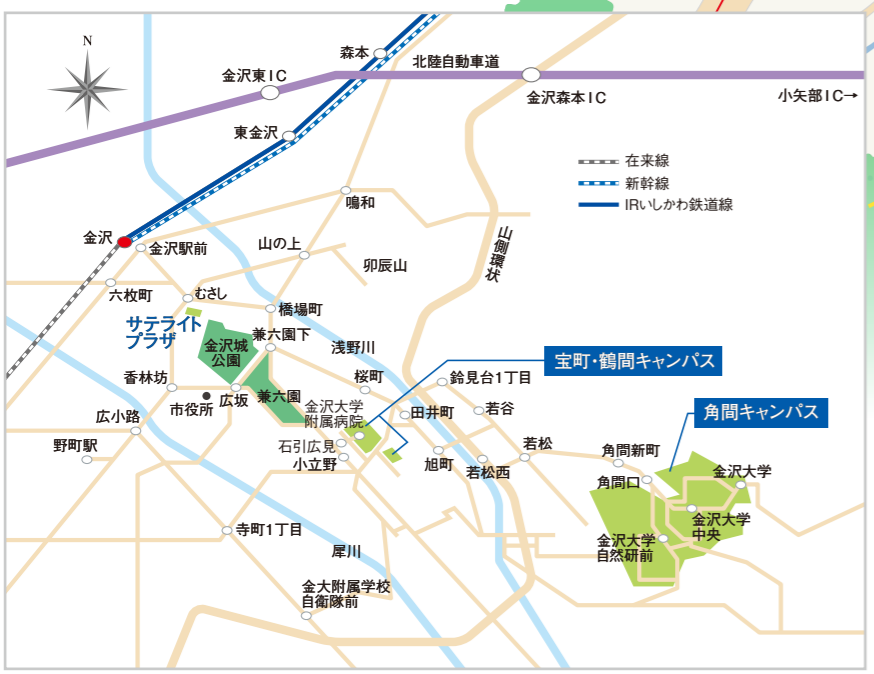 N
森本
北陸自動車道
金沢東IC
金沢森本IC
小矢部IC→
東金沢
在来線
新幹線
IRいしかわ鉄道線
鳴和
山側環状
金沢
金沢駅前
山の上
卯辰山
六枚町
むさし
橋場町
サテライト
プラザ
金沢城
公園
兼六園下
浅野川
宝町・鶴間キャンパス
香林坊
市役所
広坂
兼六園
桜町
鈴見台1丁目
金沢大学
附属病院
田井町
若谷
角間キャンパス
広小路
野町駅
石引広見
小立野
旭町
若松西
若松
角間新町
角間口
金沢大学
金沢大学
中央
金沢大学
自然研前
寺町1丁目
犀川
金大附属学校
自衛隊前